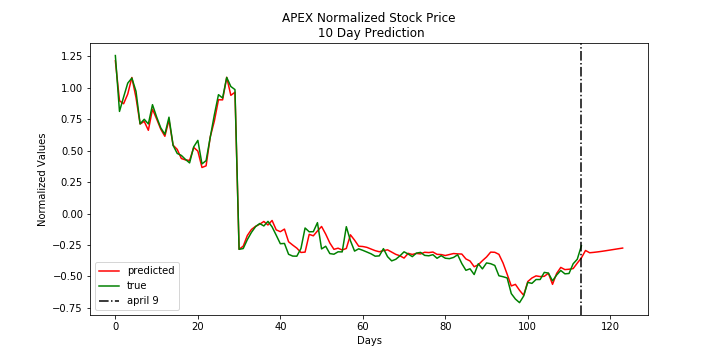 APEX Normalized Stock Price
10 Day Prediction
Normalized Values
1.25
1.00
0.75
0.50
0.25
0.00
−0.25
−0.50
−0.75
predicted
true
april 9
0
20
40
60
80
100
120
Days